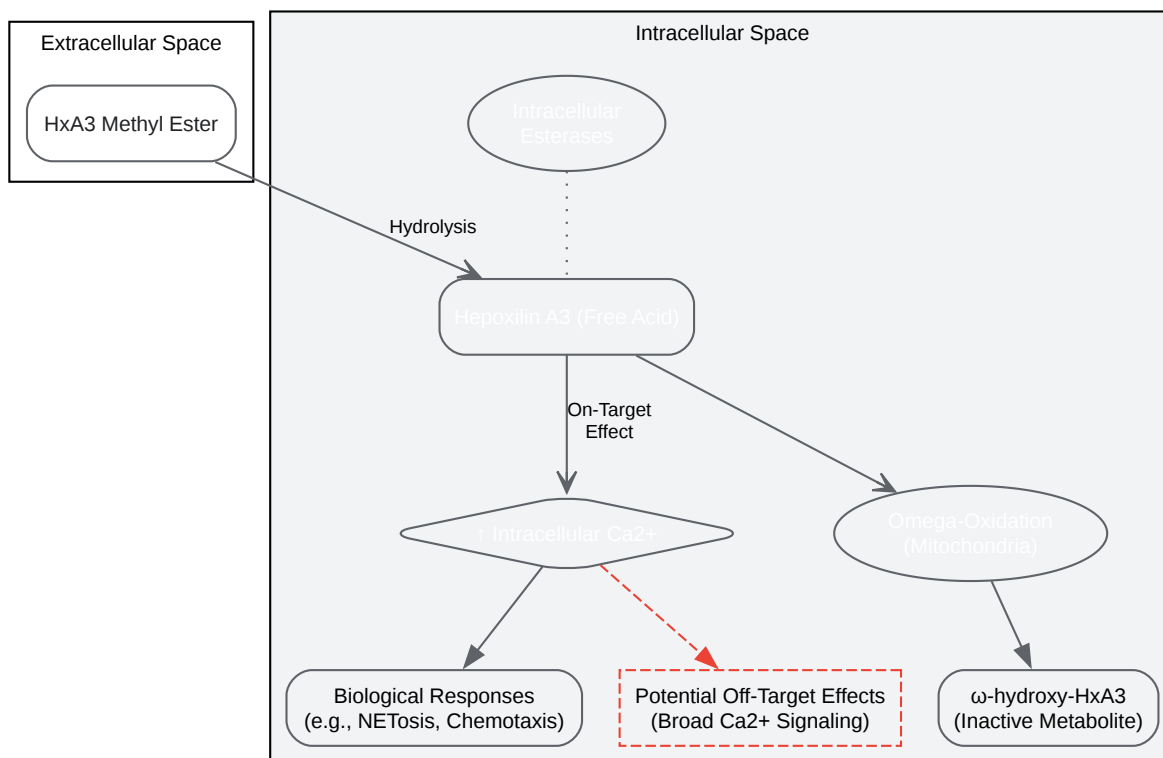 Extracellular Space
HxA3 Methyl Ester
Intracellular Space
Intracellular
Esterases
Hydrolysis
Hepoxilin A3 (Free Acid)
On-Target
Effect
↑ Intracellular Ca2+
Omega-Oxidation
(Mitochondria)
Biological Responses
(e.g., NETosis, Chemotaxis)
Potential Off-Target Effects
(Broad Ca2+ Signaling)
ω-hydroxy-HxA3
(Inactive Metabolite)